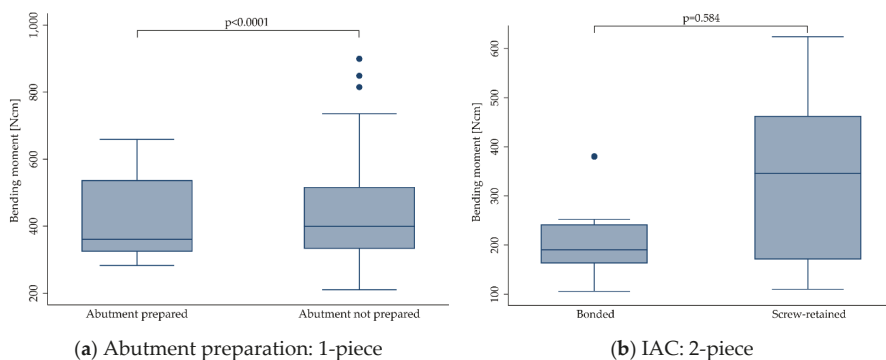 p<0.0001
1,000
800
600
400
200
Bending moment [Ncm]
Abutment prepared
Abutment not prepared
(a) Abutment preparation: 1-piece
p=0.584
600
500
400
300
200
100
Bending moment [Ncm]
Bonded
Screw-retained
(b) IAC: 2-piece